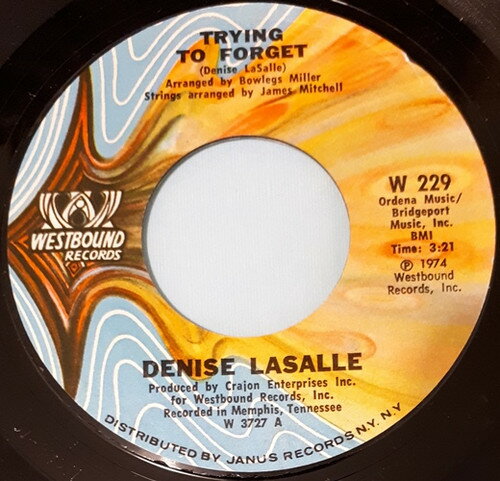 TRYING
TO FORGET
(Denise LaSalle)
Arranged by Bowlegs Miller
Strings arranged by James Mitchell
WESTBOUND
RECORDS
W 229
Ordena Music/
Bridgeport
Music, Inc.
BMI
Time: 3:21
℗ 1974
Westbound
Records, Inc.
DENISE LASALLE
Produced by Crajon Enterprises Inc.
for Westbound Records, Inc.
Recorded in Memphis, Tennessee
W 3727 A
DISTRIBUTED BY JANUS RECORDS N.Y. N.Y